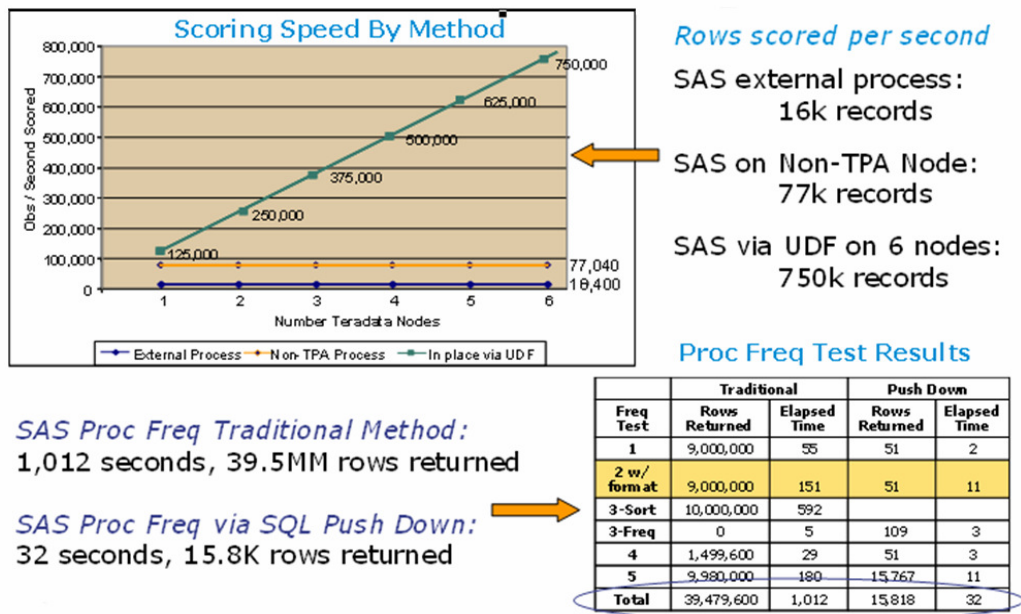 Scoring Speed By Method
Obs / Second Scored
800,000
700,000
600,000
500,000
400,000
300,000
200,000
100,000
0
125,000
250,000
375,000
500,000
625,000
750,000
77,040
16,400
1 2 3 4 5 6
Number Teradata Nodes
External Process Non-TPA Process In place via UDF
Rows scored per second
SAS external process:
16k records
SAS on Non-TPA Node:
77k records
SAS via UDF on 6 nodes:
750k records
SAS Proc Freq Traditional Method:
1,012 seconds, 39.5MM rows returned
SAS Proc Freq via SQL Push Down:
32 seconds, 15.8K rows returned
Proc Freq Test Results
Traditional Push Down
Freq Test Rows Returned Elapsed Time Rows Returned Elapsed Time
1 9,000,000 55 51 2
2 w/ format 9,000,000 151 51 11
3-Sort 10,000,000 592
3-Freq 0 5 109 3
4 1,499,600 29 51 3
5 9,980,000 180 15,767 11
Total 39,479,600 1,012 15,818 32